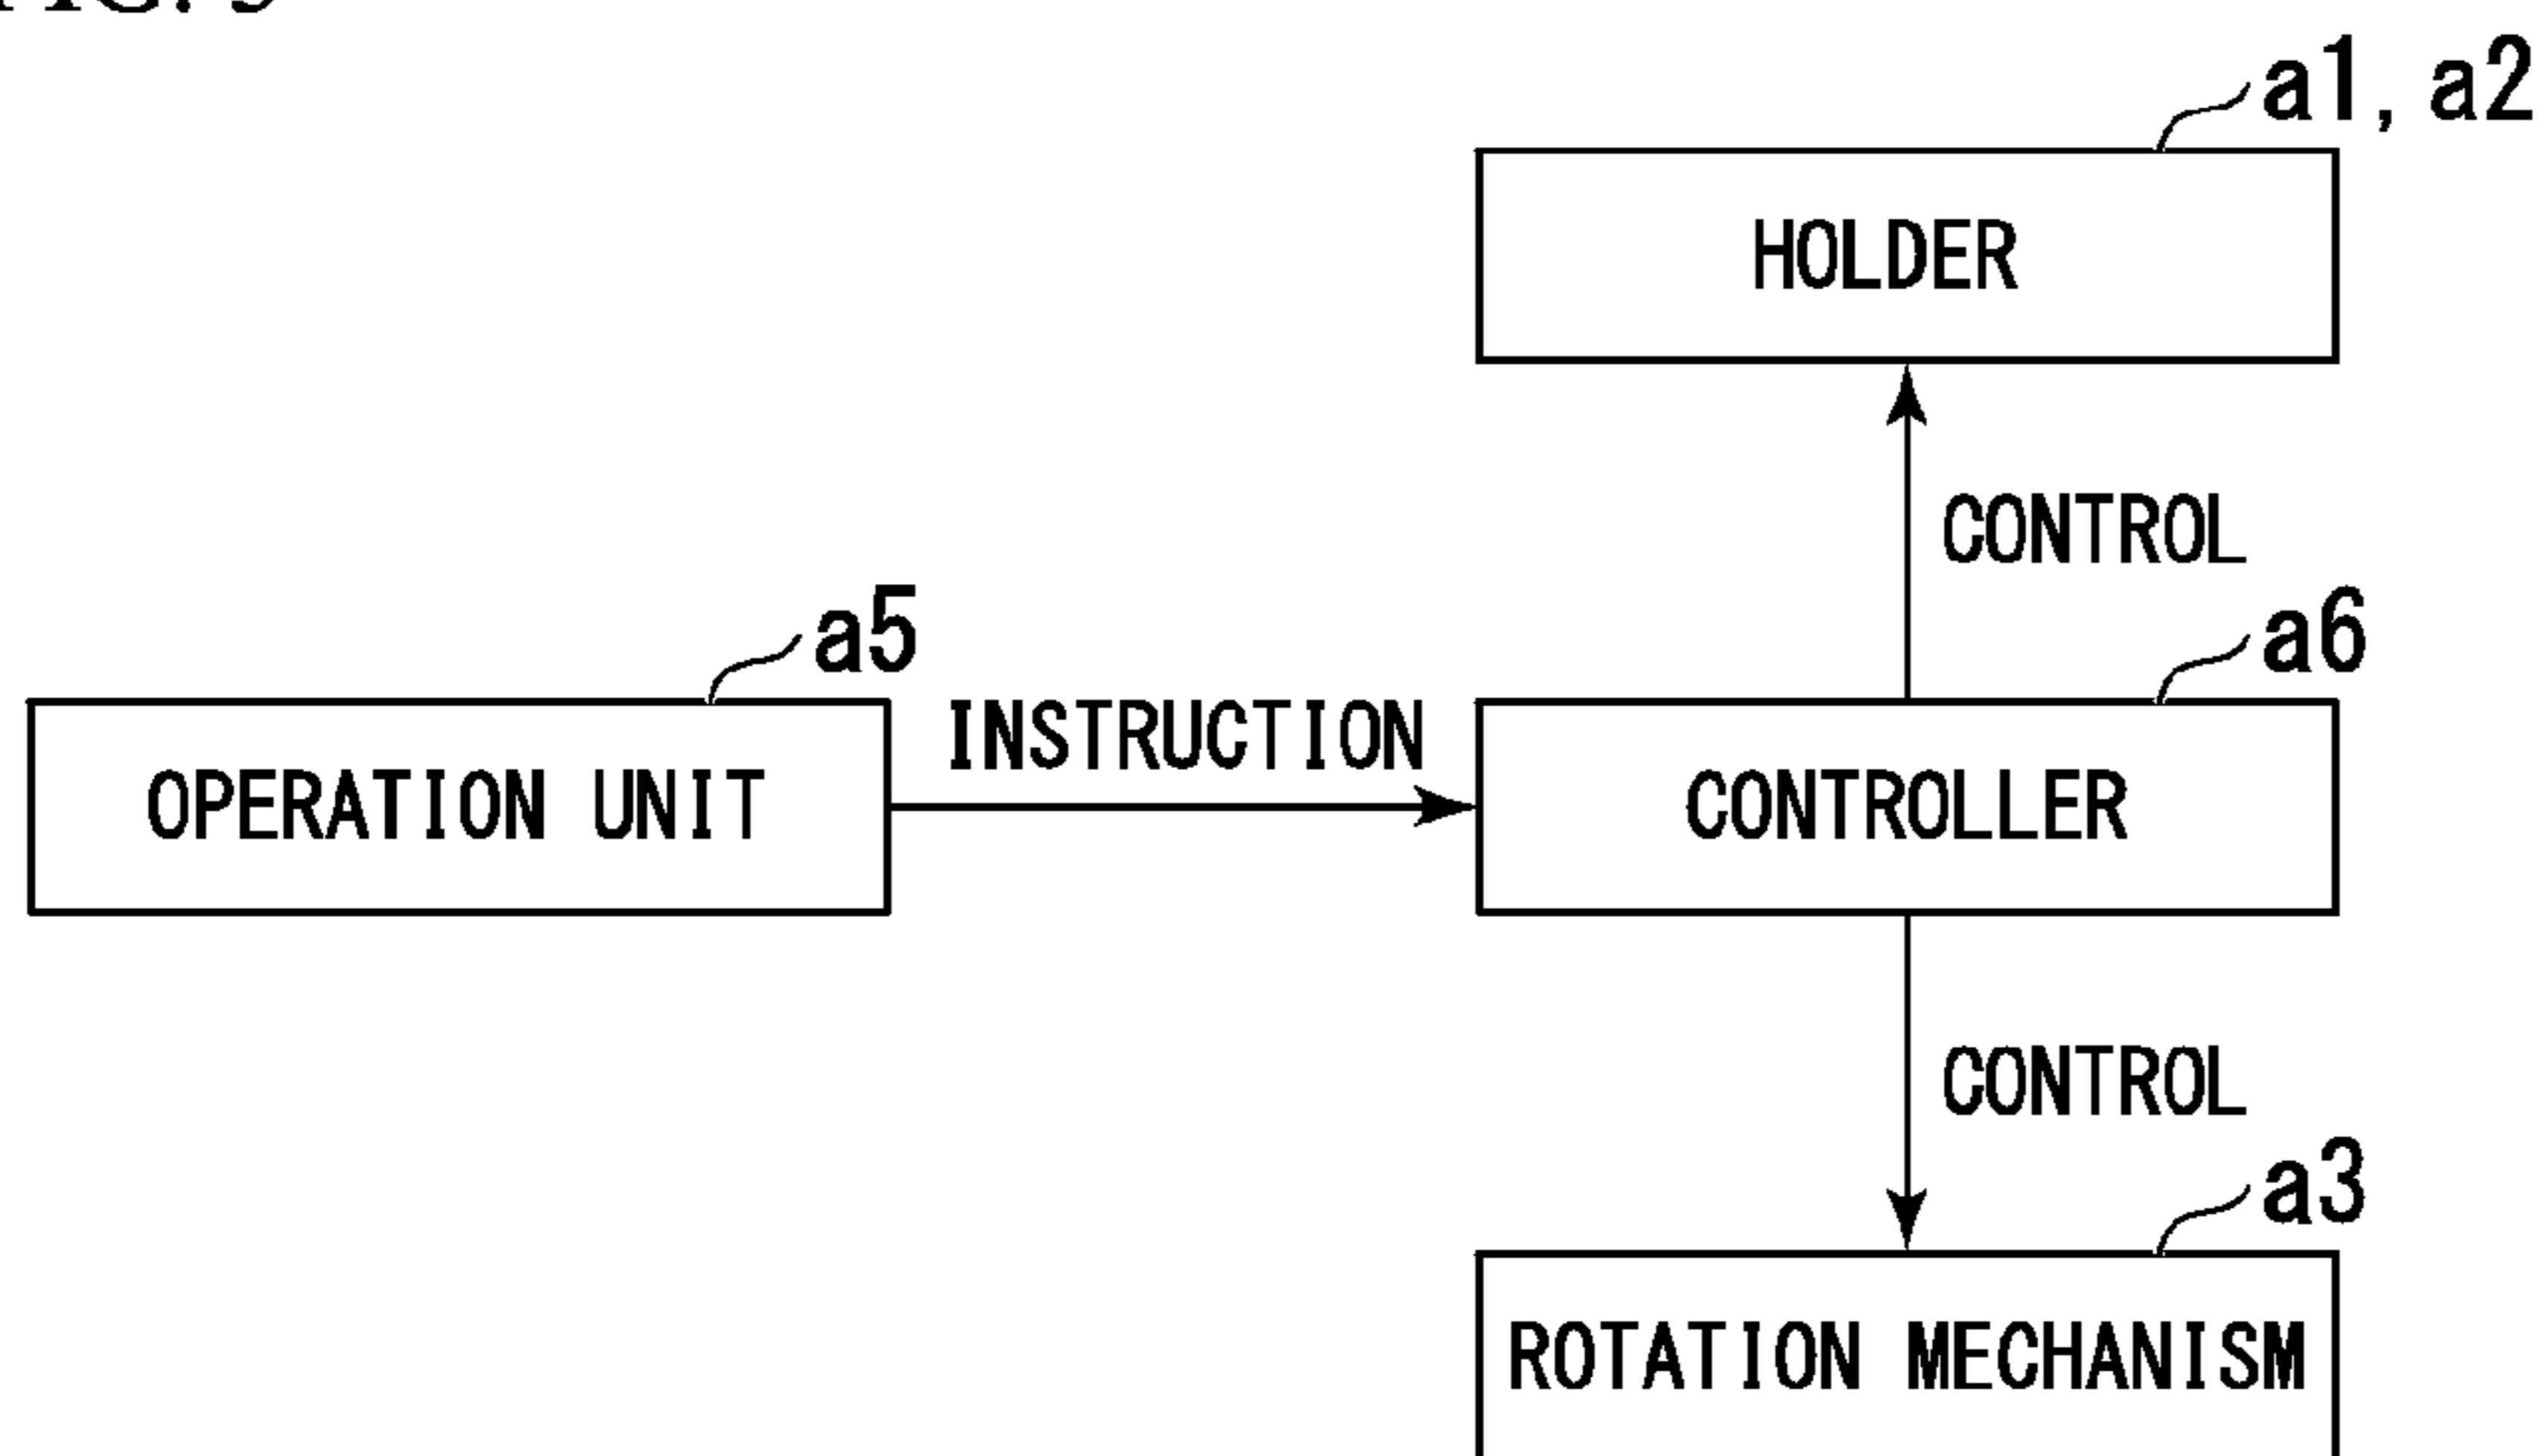 a1, a2
HOLDER
CONTROL
a5
a6
OPERATION UNIT
INSTRUCTION
CONTROLLER
CONTROL
a3
ROTATION MECHANISM